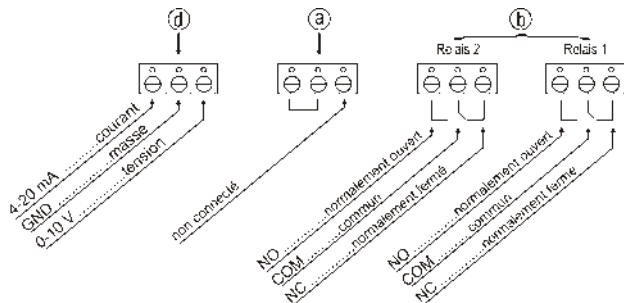 d
a
b
Relais 2
Relais 1
4-20 mA ........ courant
GND ........ masse
0-10 V ........ tension
non connecté
NO ........ normalement ouvert
COM ........ commun
NC ........ normalement fermé
NO ........ normalement ouvert
COM ........ commun
NC ........ normalement fermé